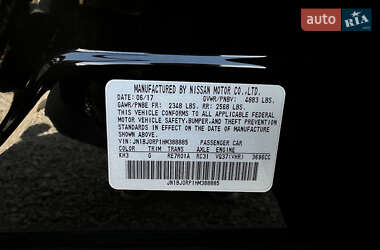 auto RIA
MANUFACTURED BY NISSAN MOTOR CO.,LTD.
DATE: 06/17 GVWR/PNBV: 4883 LBS.
GAWR/PNBE FR: 2348 LBS. RR: 2568 LBS.
THIS VEHICLE CONFORMS TO ALL APPLICABLE
MOTOR VEHICLE SAFETY,BUMPER,AND THEFT PREVENTION
STANDARDS IN EFFECT ON THE DATE OF MANUFACTURE
SHOWN ABOVE.
VIN: JN1BJ0RP1HM388885 PASSENGER CAR
COLOR TRIM TRANS AXLE ENGINE
KH3 G RE7R01A RC31 VQ37(VHR) 3696CC
JN1BJ0RP1HM388885